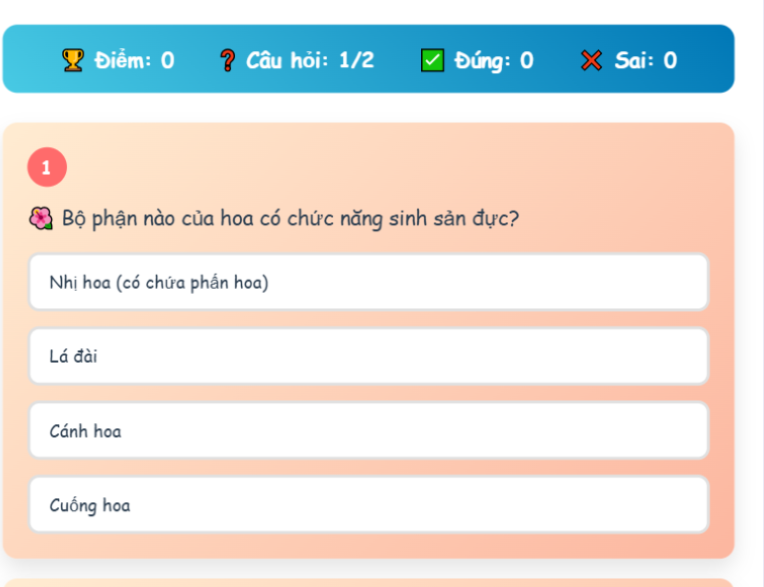 Điểm: 0 Câu hỏi: 1/2 Đúng: 0 Sai: 0
1
Bộ phận nào của hoa có chức năng sinh sản đực?
Nhị hoa (có chứa phấn hoa)
Lá đài
Cánh hoa
Cuống hoa